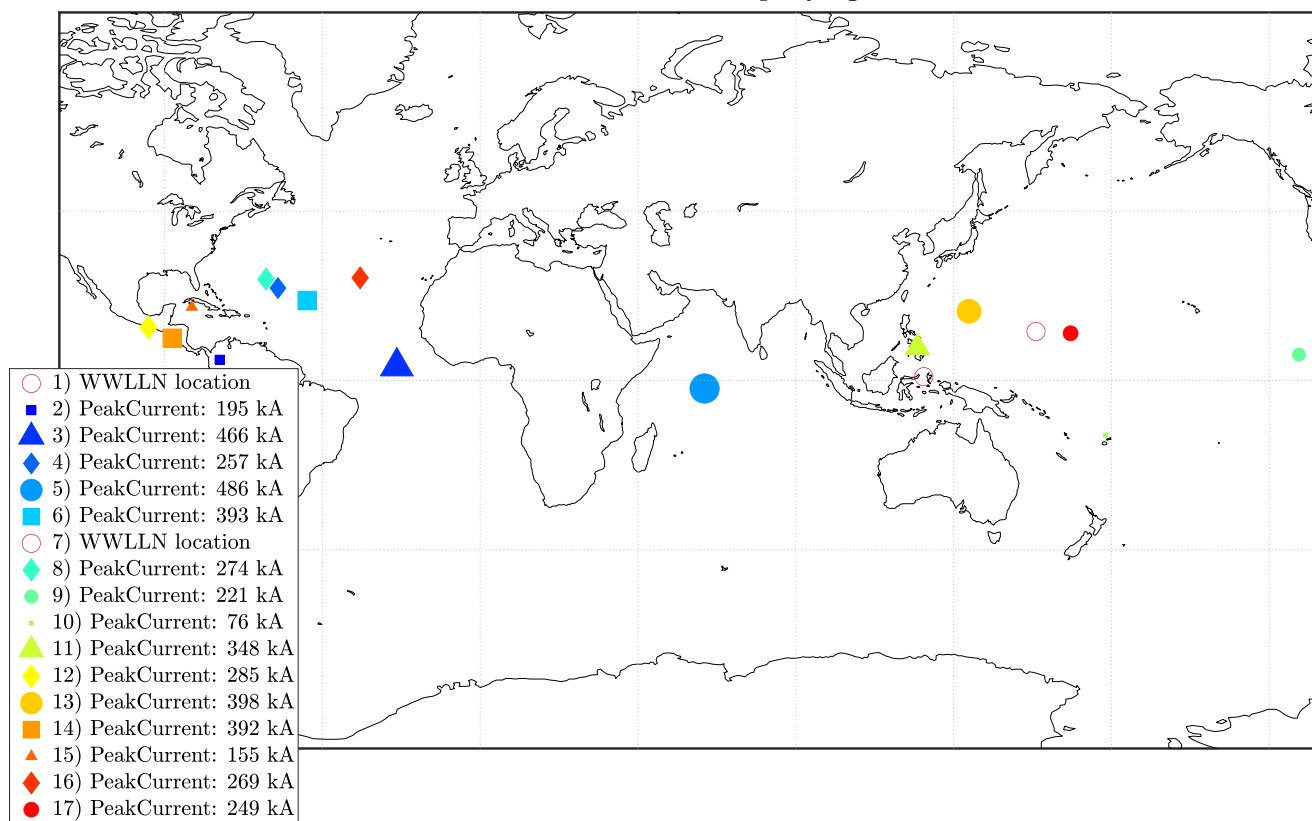 1) WWLLN location
2) PeakCurrent: 195 kA
3) PeakCurrent: 466 kA
4) PeakCurrent: 257 kA
5) PeakCurrent: 486 kA
6) PeakCurrent: 393 kA
7) WWLLN location
8) PeakCurrent: 274 kA
9) PeakCurrent: 221 kA
10) PeakCurrent: 76 kA
11) PeakCurrent: 348 kA
12) PeakCurrent: 285 kA
13) PeakCurrent: 398 kA
14) PeakCurrent: 392 kA
15) PeakCurrent: 155 kA
16) PeakCurrent: 269 kA
17) PeakCurrent: 249 kA